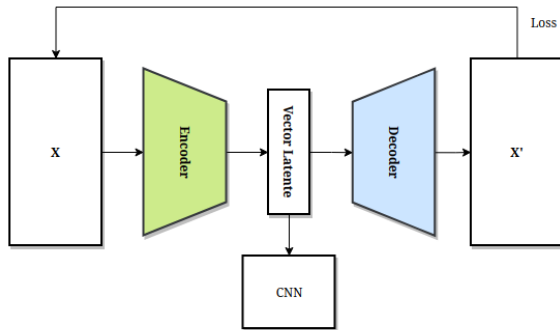 Loss
X
Encoder
Vector Latente
Decoder
X'
CNN